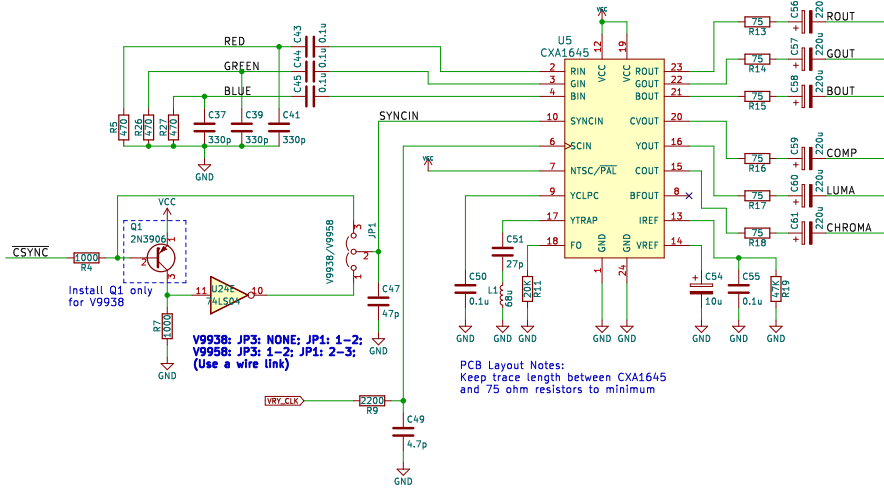 C56
220u
VCC
ROUT
75
R13
U5
CXA1645
C43
0.1u
RED
C57
220u
GOUT
75
R14
C44
0.1u
GREEN
12
19
VCC
VCC
2
RIN
ROUT
23
C45
0.1u
BLUE
3
GIN
GOUT
22
C58
220u
BOUT
75
R15
4
BIN
BOUT
21
R5
470
R26
470
R27
470
C37
330p
C39
330p
C41
330p
GND
SYNCIN
10
SYNCIN
CVOUT
20
6
SCIN
YOUT
16
C59
220u
COMP
75
R16
VCC
7
NTSC/PAL
COUT
15
9
YCLPC
BFOUT
8
C60
220u
LUMA
75
R17
17
YTRAP
IREF
13
C61
220u
CHROMA
75
R18
18
FO
VREF
14
GND
GND
1
24
VCC
Q1
2N3906
1
2
3
CSYNC
1000
R4
Install Q1 only
for V9938
11
U24E
74LS04
10
V9938/V9958
JP1
3
2
1
R7
1000
GND
C47
47p
GND
C50
0.1u
GND
C51
27p
L1
68u
GND
20K
R11
GND
GND
GND
C54
10u
GND
C55
0.1u
GND
47K
R19
GND
V9938: JP3: NONE; JP1: 1-2;
V9958: JP3: 1-2; JP1: 2-3;
(Use a wire link)
PCB Layout Notes:
Keep trace length between CXA1645
and 75 ohm resistors to minimum
VRY_CLK
2200
R9
C49
4.7p
GND